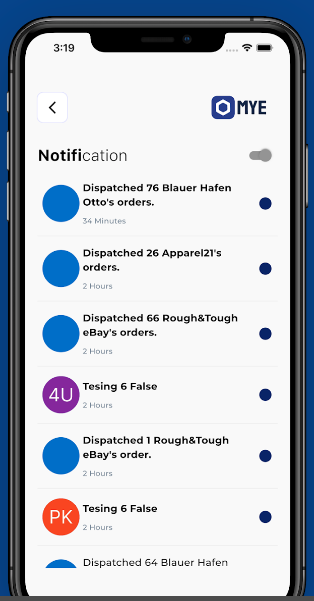 3:19
MYE
Notification
Dispatched 76 Blauer Hafen
Otto's orders.
34 Minutes
Dispatched 26 Apparel21's
orders.
2 Hours
Dispatched 66 Rough&Tough
eBay's orders.
2 Hours
4U
Tesing 6 False
2 Hours
Dispatched 1 Rough&Tough
eBay's order.
2 Hours
PK
Tesing 6 False
2 Hours
Dispatched 64 Blauer Hafen